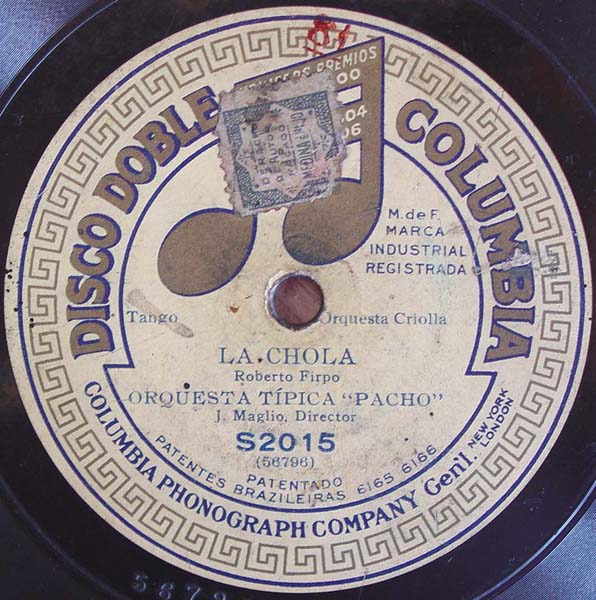 DISCO DOBLE COLUMBIA
PREMIOS
M. de F.
MARCA
INDUSTRIAL
REGISTRADA
Tango
Orquesta Criolla
LA CHOLA
Roberto Firpo
ORQUESTA TÍPICA "PACHO"
J. Maglio, Director
S2015
(56796)
PATENTADO
PATENTES BRAZILEIRAS 6165 6166
COLUMBIA PHONOGRAPH COMPANY Gen'l.
NEW YORK
LONDON